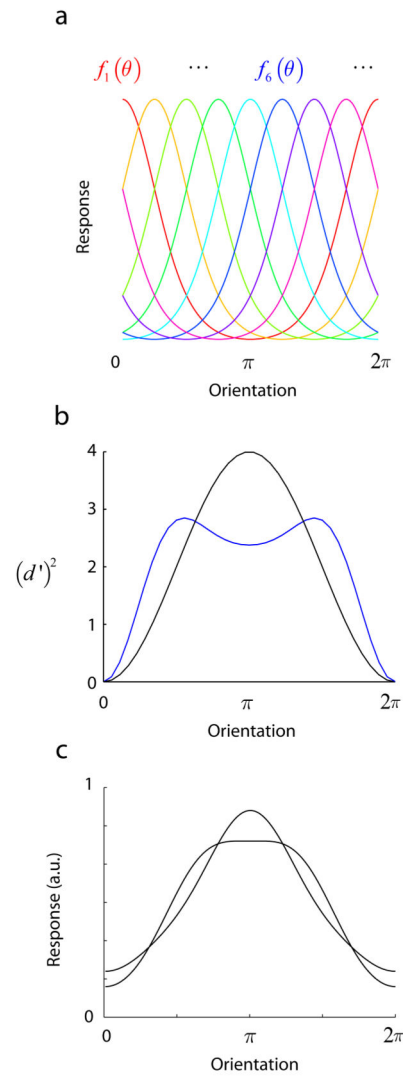 a
f₁(θ) ... f₆(θ) ...
Response
0 π 2π
Orientation
b
4
3
(d')²
2
1
0
0 π 2π
Orientation
c
1
Response (a.u.)
0
0 π 2π
Orientation